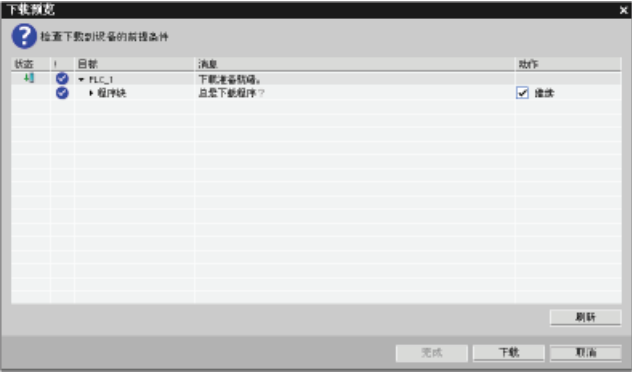 下载预览
检查下载到设备的前提条件
状态 ! 目标 消息 动作
PLC_1 下载准备就绪。
程序块 总是下载程序？ 继续
刷新
完成 下载 取消